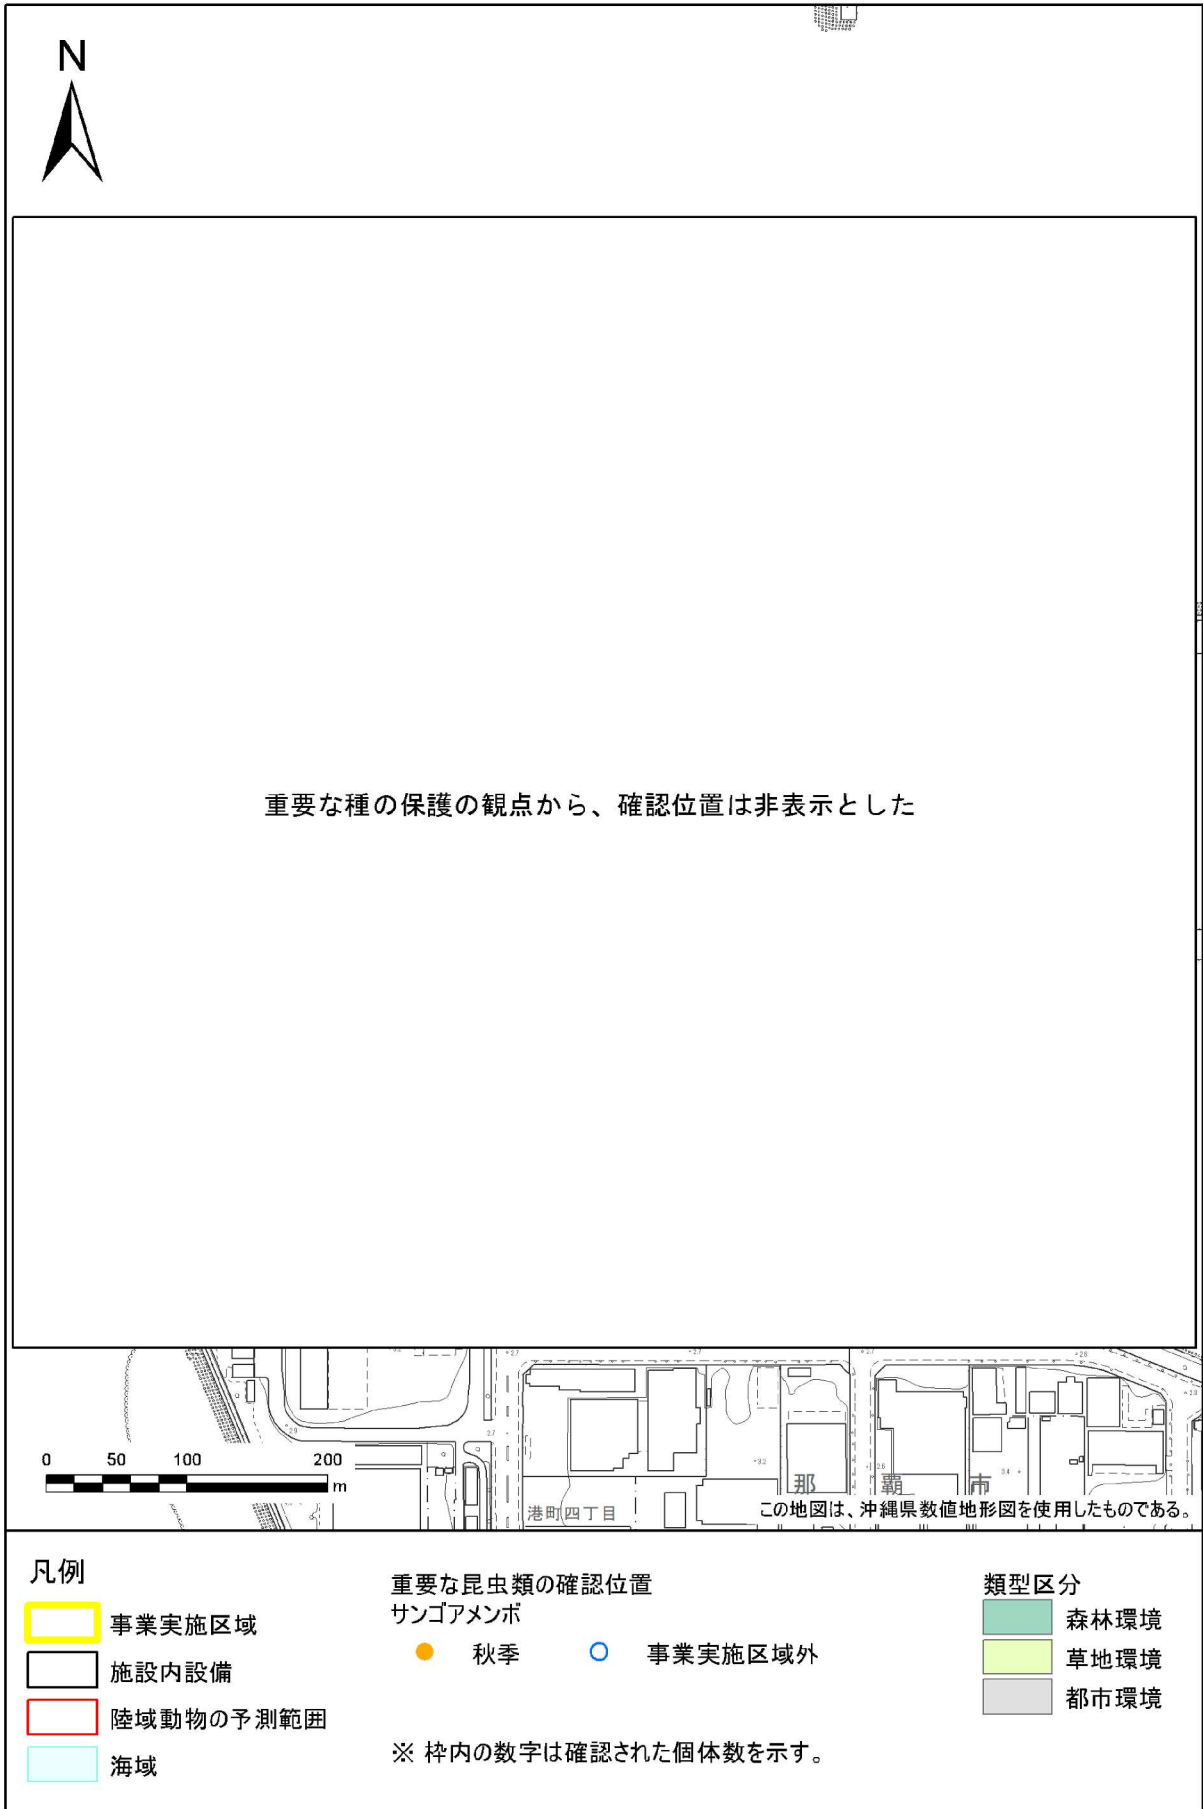 N
重要な種の保護の観点から、確認位置は非表示とした
0 50 100 200
m
港町四丁目
那覇市
この地図は、沖縄県数値地形図を使用したものである。
凡例
事業実施区域
施設内設備
陸域動物の予測範囲
海域
重要な昆虫類の確認位置
サンゴアメンボ
秋季
事業実施区域外
※ 枠内の数字は確認された個体数を示す。
類型区分
森林環境
草地環境
都市環境